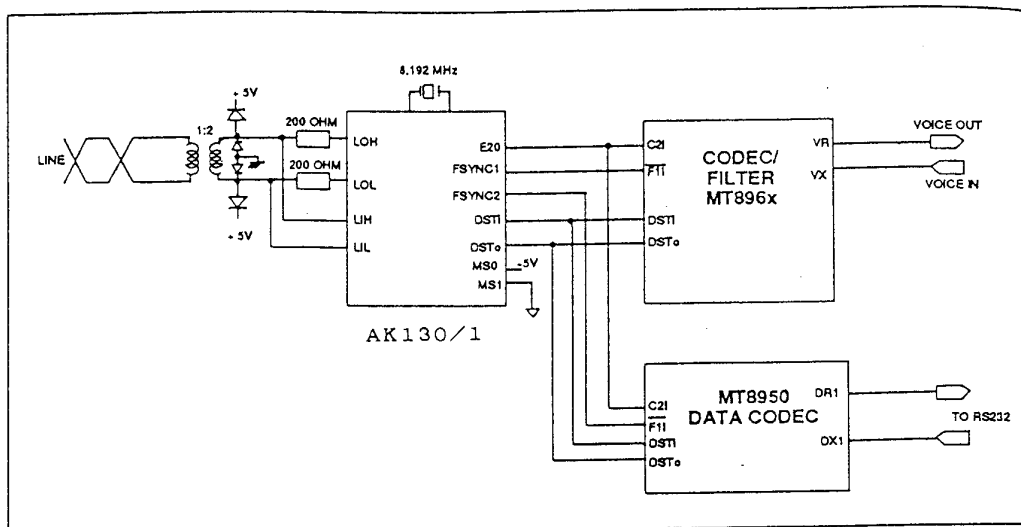 8.192 MHz
+ 5V
1:2
200 OHM
LINE
200 OHM
+ 5V
LOH
LOL
LIH
LIL
E20
FSYNC1
FSYNC2
DSTI
DSTo
MS0
MS1
-5V
AK130/1
C2I
F1I
DSTI
DSTo
CODEC/
FILTER
MT896x
VR
VX
VOICE OUT
VOICE IN
C2I
F1I
DSTI
DSTo
MT8950
DATA CODEC
DR1
DX1
TO RS232